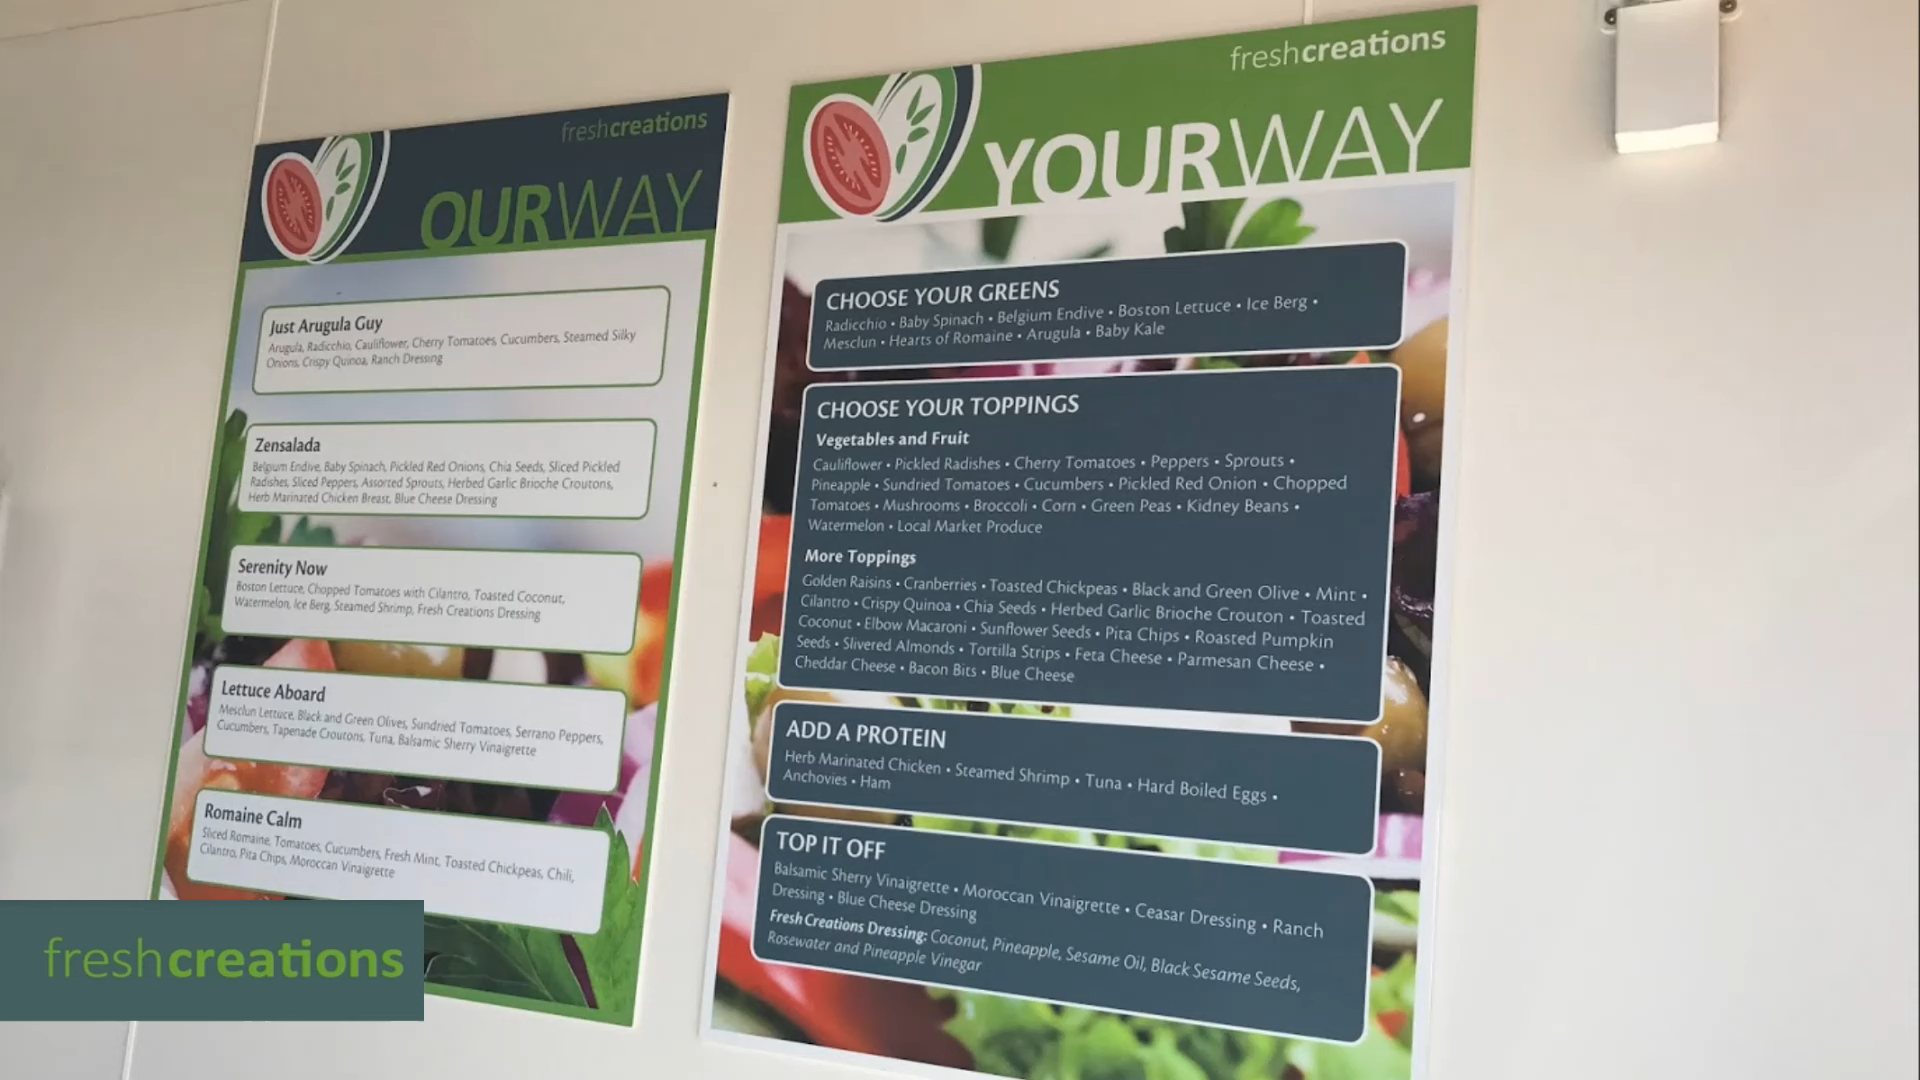 freshcreations
OURWAY
Just Arugula Guy
Arugula, Radicchio, Cauliflower, Cherry Tomatoes, Cucumbers, Steamed Silky
Onions, Crispy Quinoa, Ranch Dressing
Zensalada
Belgium Endive, Baby Spinach, Pickled Red Onions, Chia Seeds, Sliced Pickled
Radishes, Sliced Peppers, Assorted Sprouts, Herbed Garlic Brioche Croutons,
Herb Marinated Chicken Breast, Blue Cheese Dressing
Serenity Now
Boston Lettuce, Chopped Tomatoes with Cilantro, Toasted Coconut,
Watermelon, Ice Berg, Steamed Shrimp, Fresh Creations Dressing
Lettuce Aboard
Mesclun Lettuce, Black and Green Olives, Sundried Tomatoes, Serrano Peppers,
Cucumbers, Tapenade Croutons, Tuna, Balsamic Sherry Vinaigrette
Romaine Calm
Sliced Romaine, Tomatoes, Cucumbers, Fresh Mint, Toasted Chickpeas, Chili,
Cilantro, Pita Chips, Moroccan Vinaigrette
freshcreations
YOURWAY
CHOOSE YOUR GREENS
Radicchio • Baby Spinach • Belgium Endive • Boston Lettuce • Ice Berg •
Mesclun • Hearts of Romaine • Arugula • Baby Kale
CHOOSE YOUR TOPPINGS
Vegetables and Fruit
Cauliflower • Pickled Radishes • Cherry Tomatoes • Peppers • Sprouts •
Pineapple • Sundried Tomatoes • Cucumbers • Pickled Red Onion • Chopped
Tomatoes • Mushrooms • Broccoli • Corn • Green Peas • Kidney Beans •
Watermelon • Local Market Produce
More Toppings
Golden Raisins • Cranberries • Toasted Chickpeas • Black and Green Olive • Mint •
Cilantro • Crispy Quinoa • Chia Seeds • Herbed Garlic Brioche Crouton • Toasted
Coconut • Elbow Macaroni • Sunflower Seeds • Pita Chips • Roasted Pumpkin
Seeds • Slivered Almonds • Tortilla Strips • Feta Cheese • Parmesan Cheese •
Cheddar Cheese • Bacon Bits • Blue Cheese
ADD A PROTEIN
Herb Marinated Chicken • Steamed Shrimp • Tuna • Hard Boiled Eggs •
Anchovies • Ham
TOP IT OFF
Balsamic Sherry Vinaigrette • Moroccan Vinaigrette • Ceasar Dressing • Ranch
Dressing • Blue Cheese Dressing
Fresh Creations Dressing: Coconut, Pineapple, Sesame Oil, Black Sesame Seeds,
Rosewater and Pineapple Vinegar
freshcreations